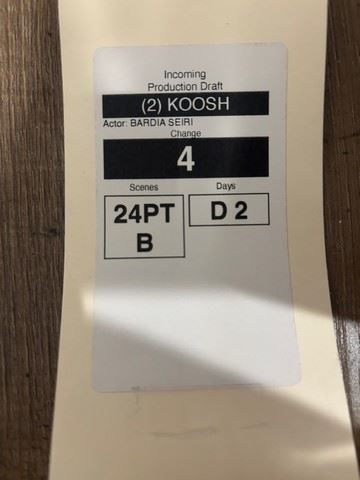 Incoming
Production Draft
(2) KOOSH
Actor: BARDIA SEIRI
Change
4
Scenes Days
24PT D 2
B